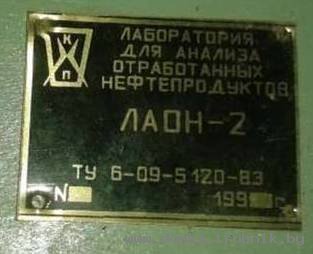 К
П
ЛАБОРАТОРИЯ
ДЛЯ АНАЛИЗА
ОТРАБОТАННЫХ
НЕФТЕПРОДУКТОВ
ЛАОН-2
ТУ 6-09-5120-83
N 199 г.